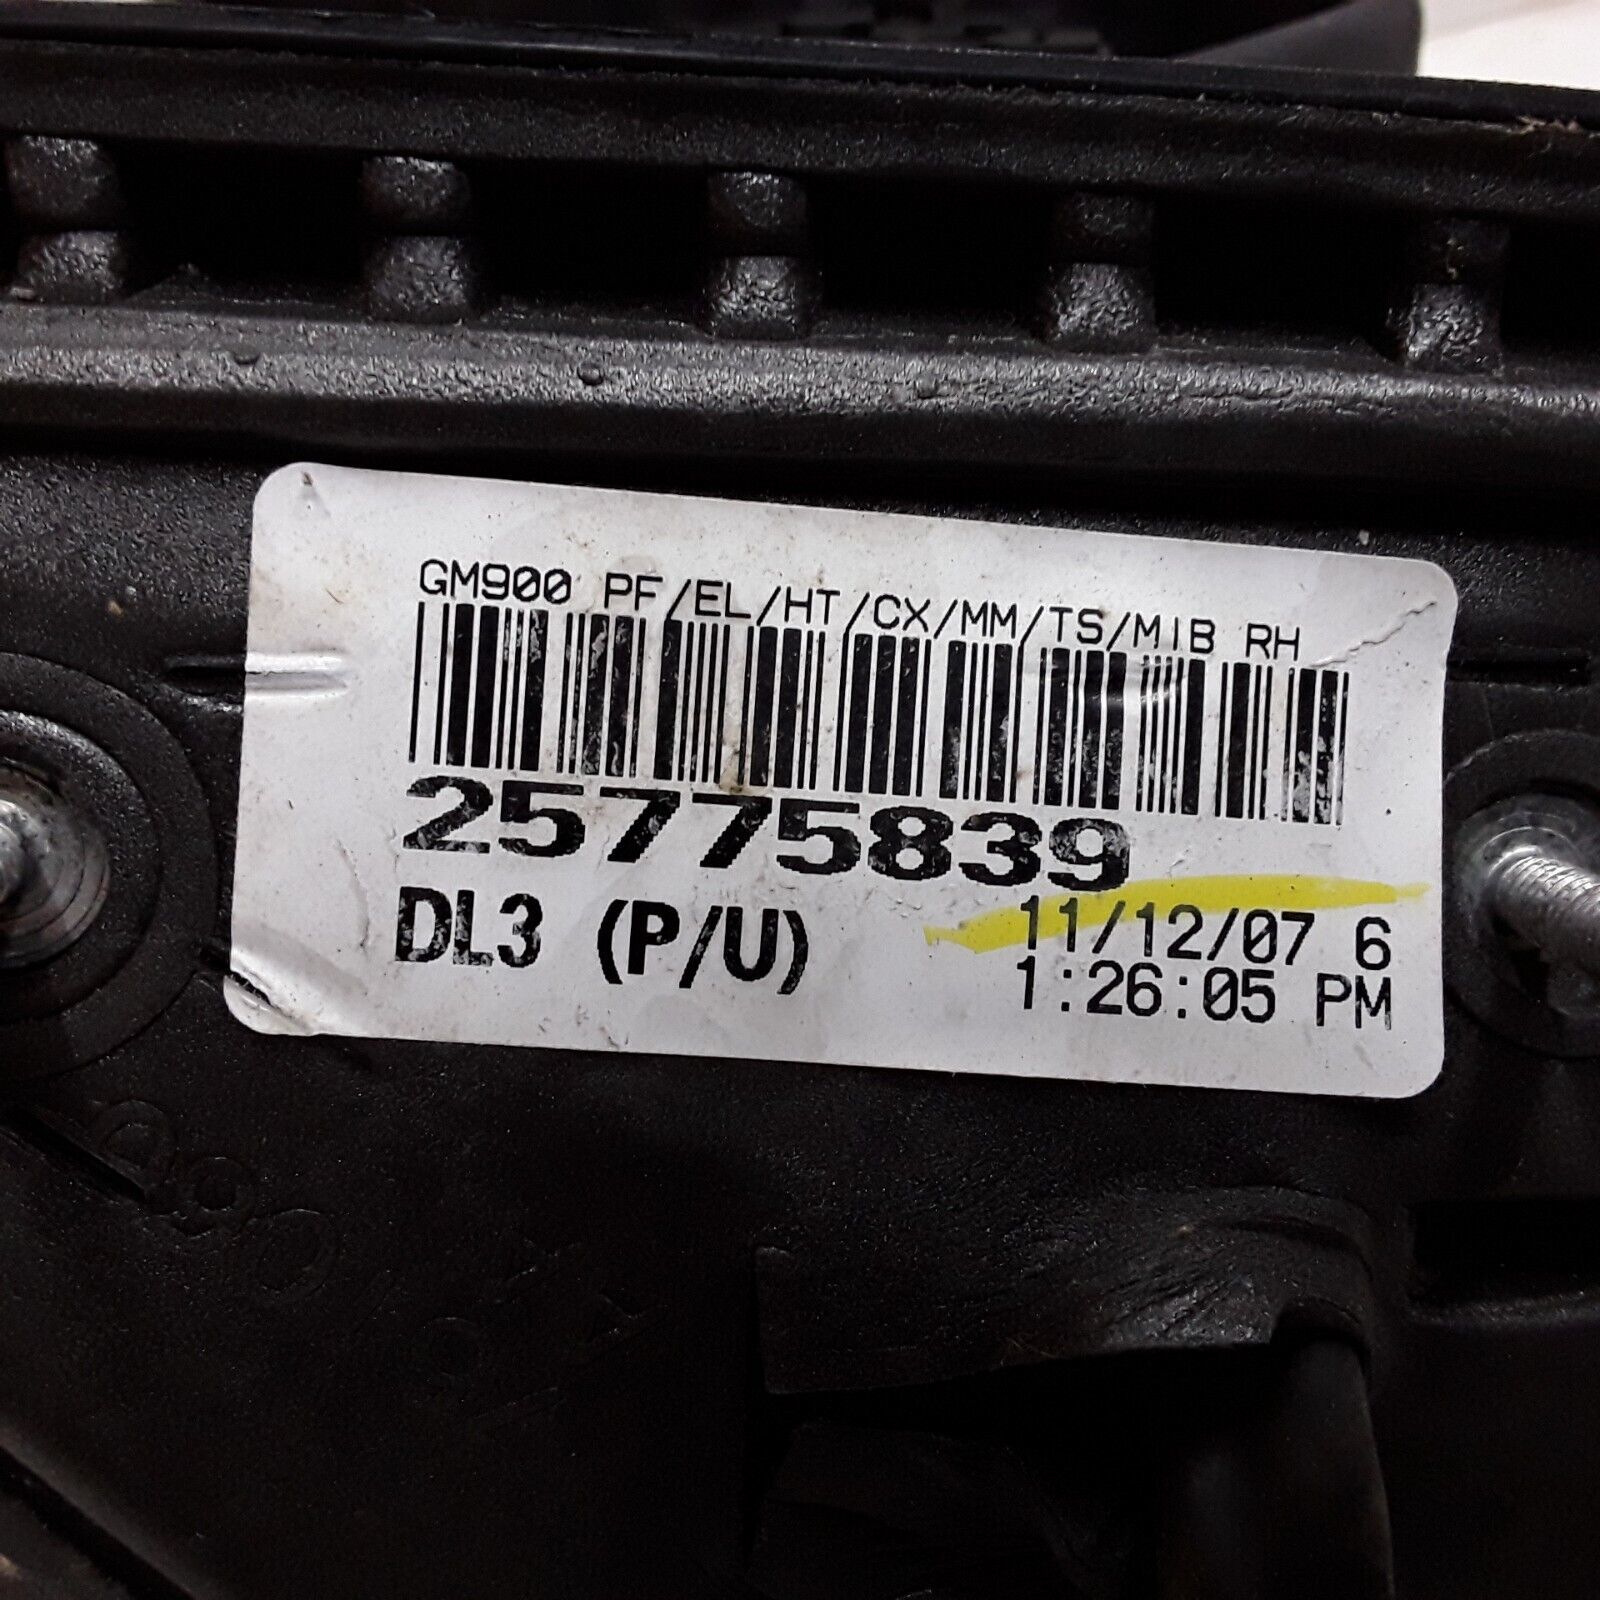 GM900 PF/EL/HT/CX/MM/TS/MIB RH
25775839
DL3 (P/U)
11/12/07 6
1:26:05 PM